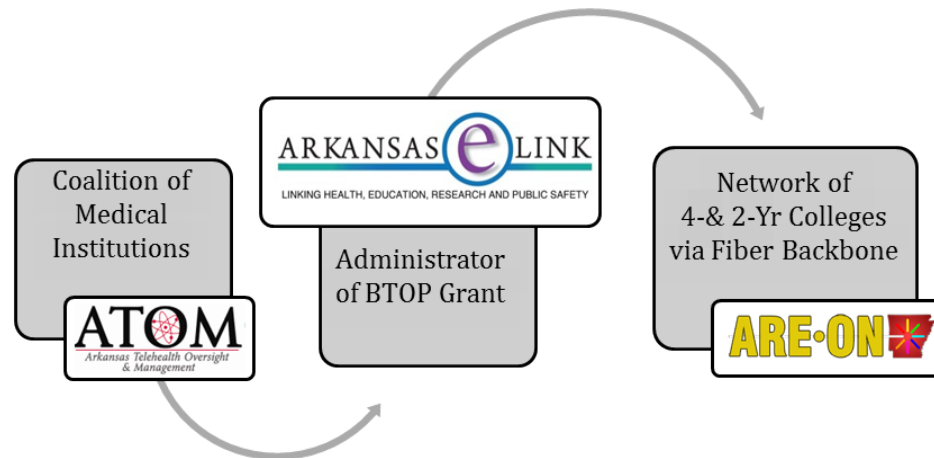 Coalition of
Medical
Institutions
ATOM
Arkansas Telehealth Oversight
& Management
ARKANSAS e LINK
LINKING HEALTH, EDUCATION, RESEARCH AND PUBLIC SAFETY
Administrator
of BTOP Grant
Network of
4-& 2-Yr Colleges
via Fiber Backbone
ARE•ON